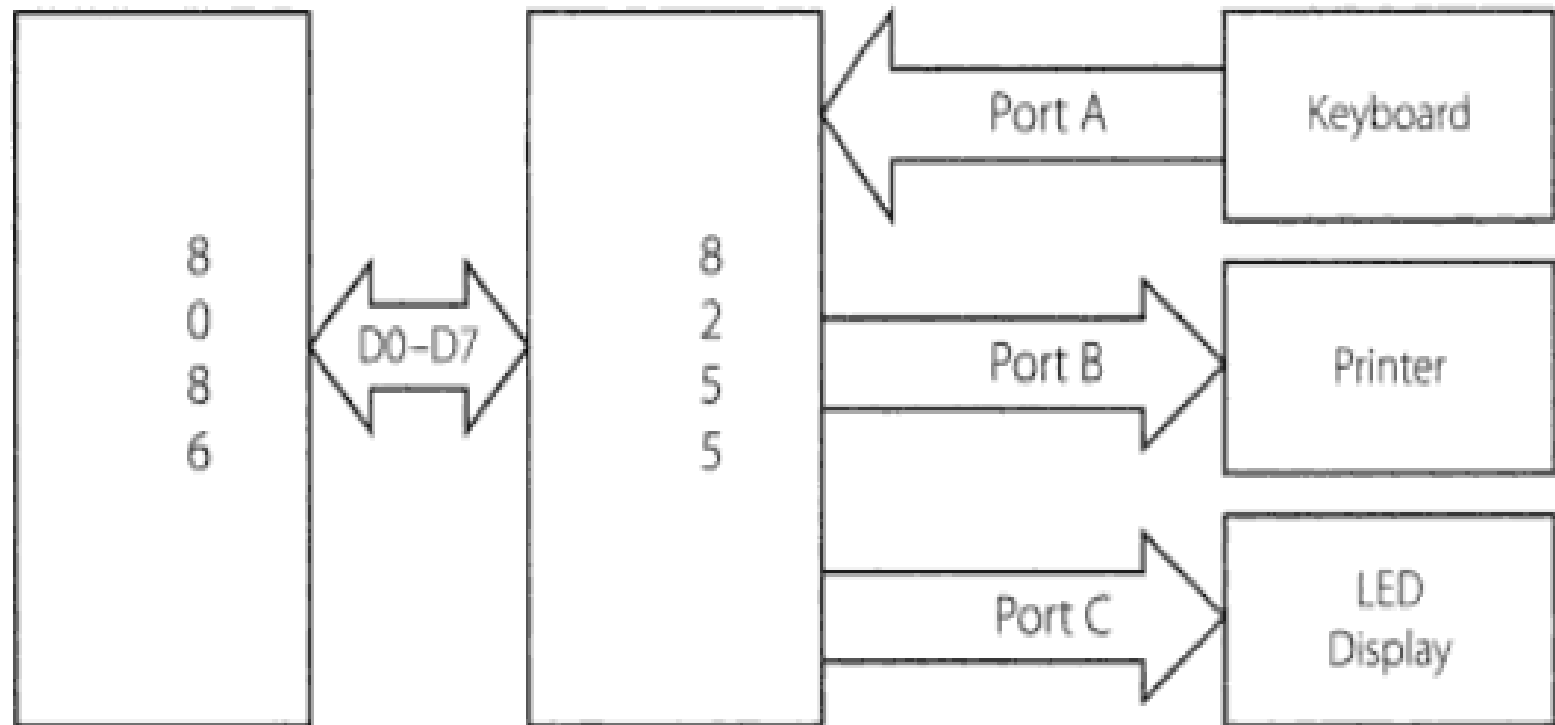 8
0
8
6
D0–D7
8
2
5
5
Port A
Keyboard
Port B
Printer
Port C
LED
Display